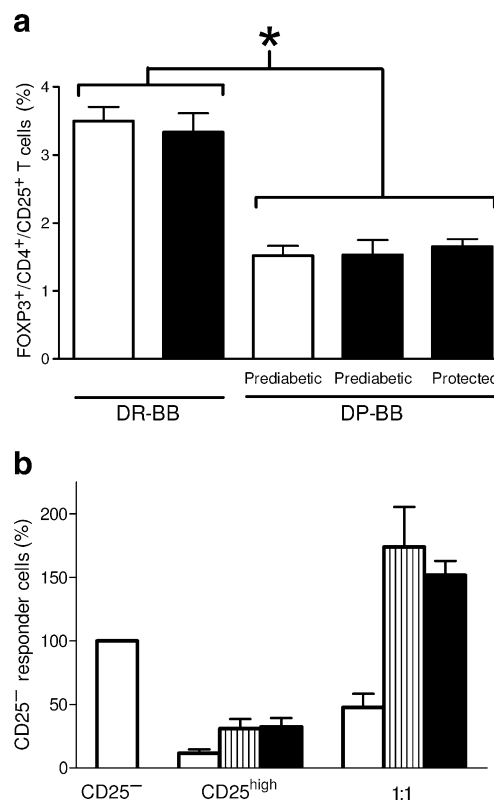 a
*
FOXP3+/CD4+/CD25+ T cells (%)
4
3
2
1
0
Prediabetic Prediabetic Protected
DR-BB DP-BB
b
CD25− responder cells (%)
200
150
100
50
0
CD25− CD25high 1:1